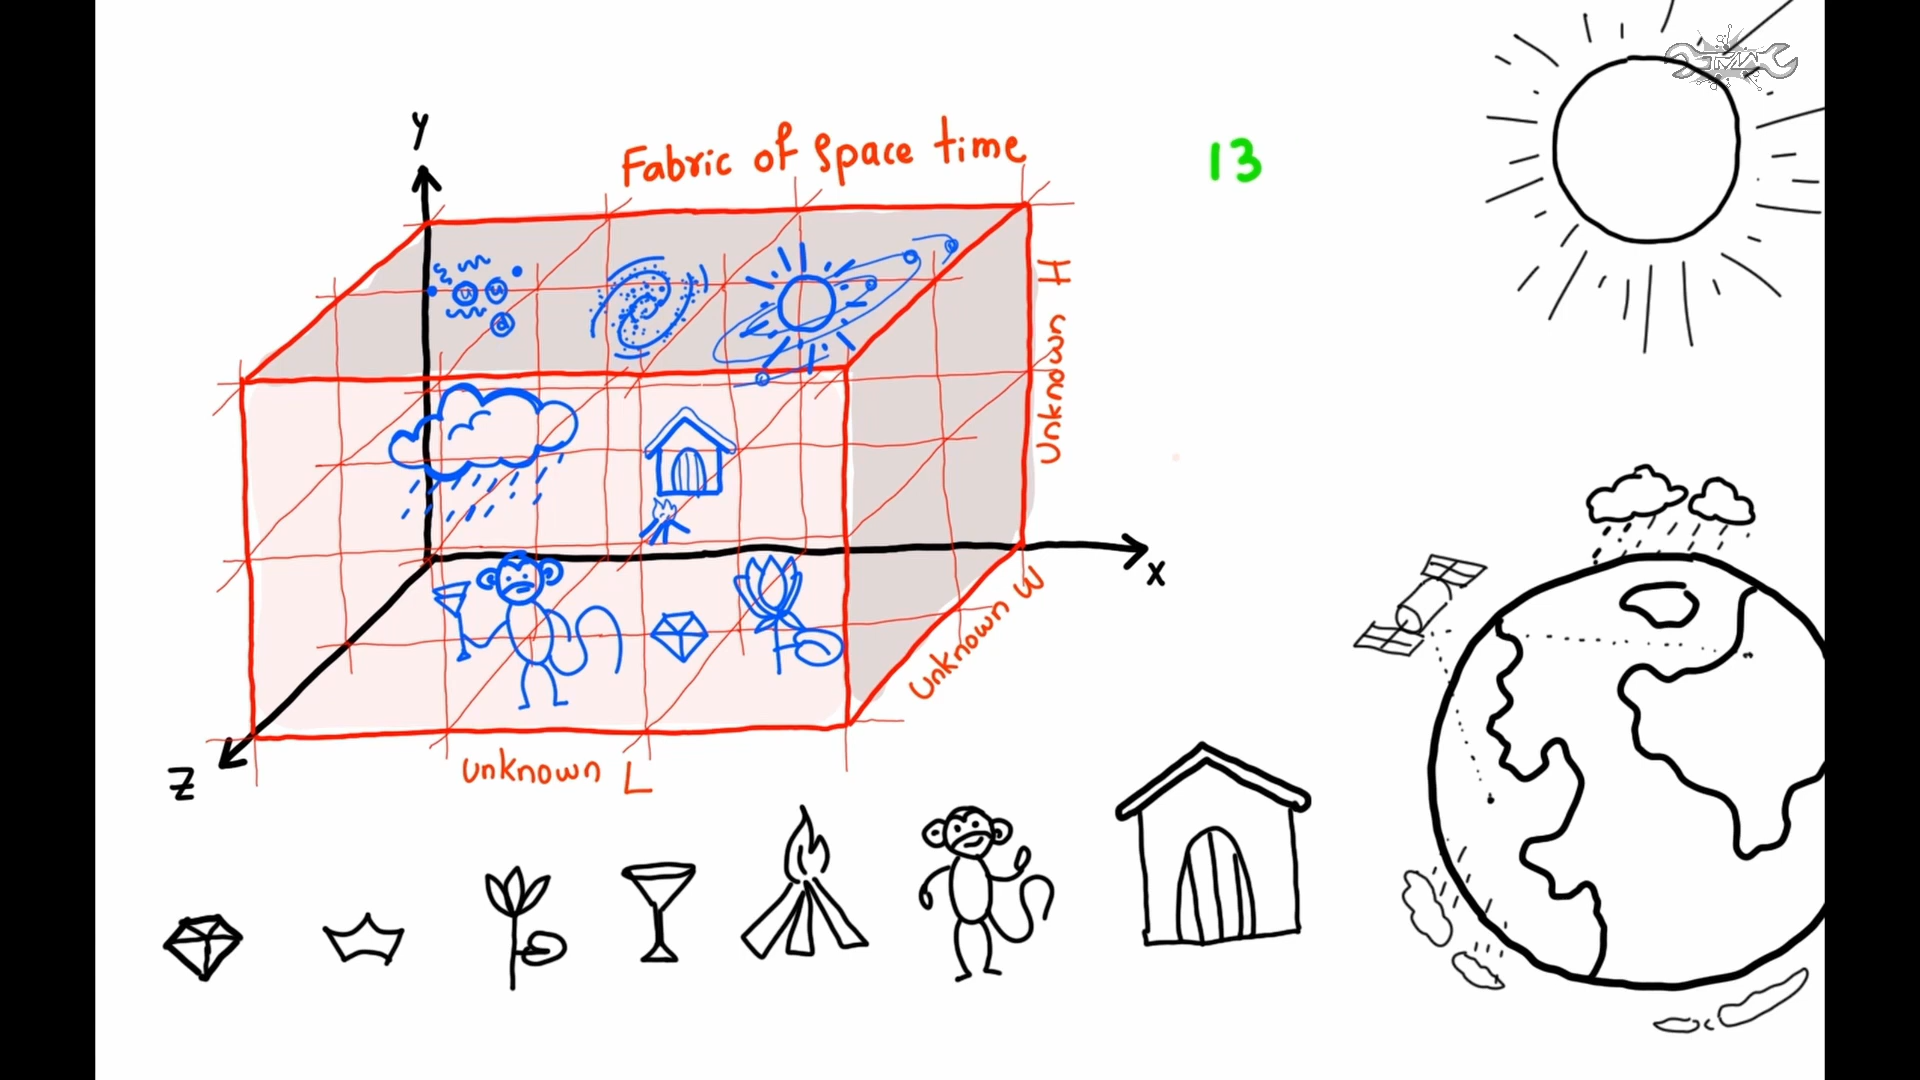 Y
Fabric of Space time
13
Unknown H
X
Unknown W
Unknown L
Z
u u
d